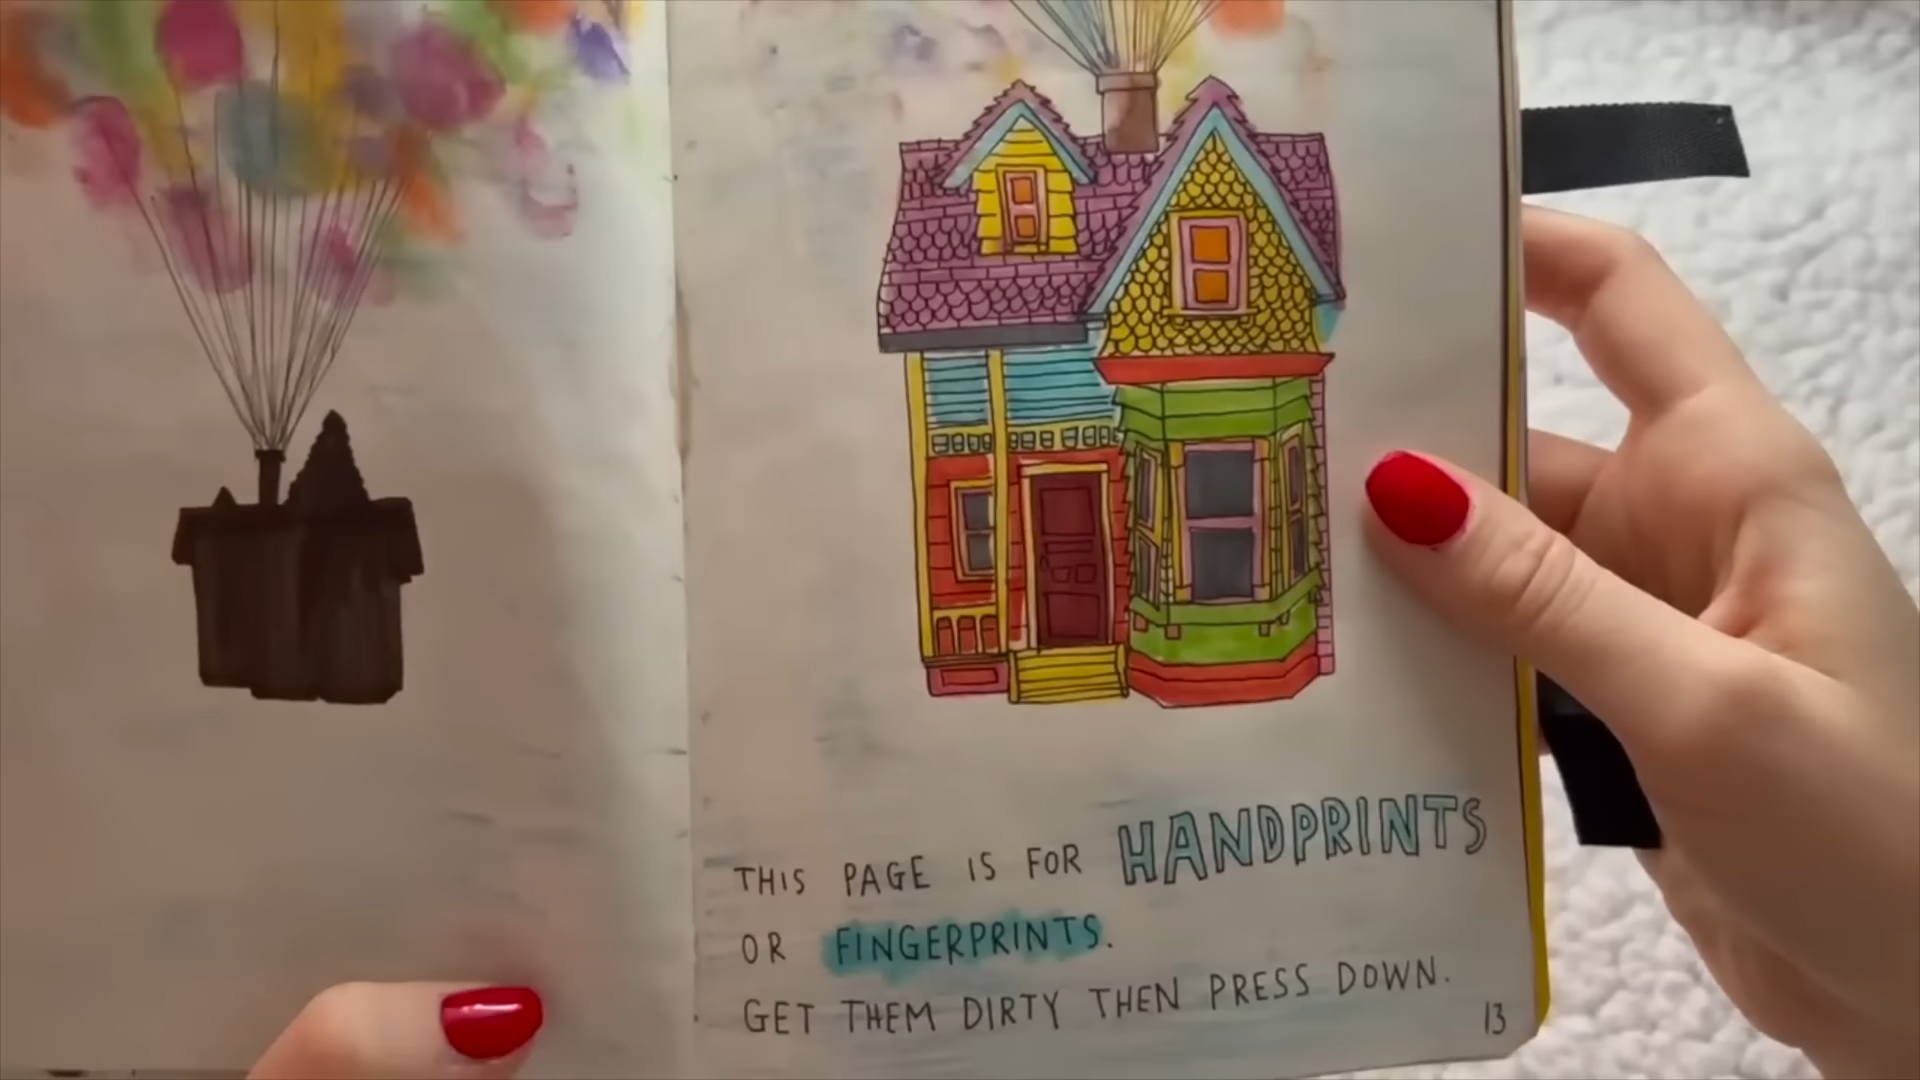 THIS PAGE IS FOR HANDPRINTS
OR FINGERPRINTS.
GET THEM DIRTY THEN PRESS DOWN.
13